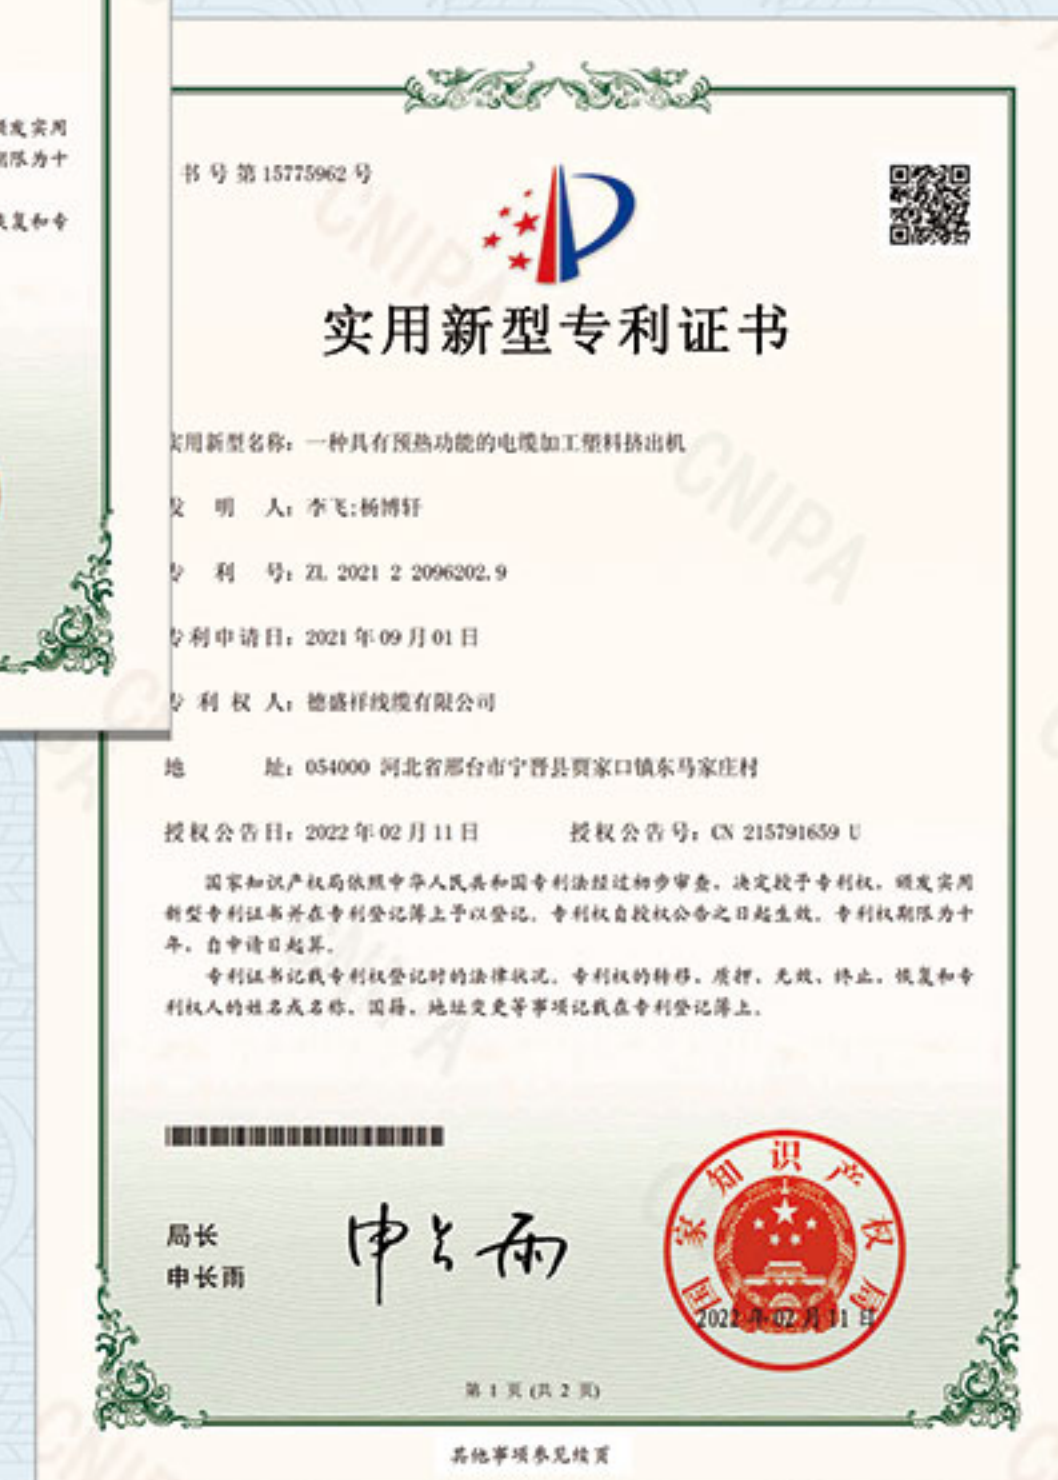 发实用
限为十
复和专
书号第15775962号
实用新型专利证书
实用新型名称：一种具有预热功能的电缆加工塑料挤出机
发 明 人：李飞;杨博轩
专 利 号：ZL 2021 2 2096202.9
专利申请日：2021年09月01日
专 利 权 人：德盛祥线缆有限公司
地 址：054000 河北省邢台市宁晋县贾家口镇东马家庄村
授权公告日：2022年02月11日 授权公告号：CN 215791659 U
国家知识产权局依照中华人民共和国专利法经过初步审查，决定授予专利权，颁发实用
新型专利证书并在专利登记簿上予以登记。专利权自授权公告之日起生效。专利权期限为十
年，自申请日起算。
专利证书记载专利权登记时的法律状况。专利权的转移、质押、无效、终止、恢复和专
利权人的姓名或名称、国籍、地址变更等事项记载在专利登记簿上。
局长
申长雨
申长雨
国家知识产权局
2022年02月11日
第 1 页 (共 2 页)
其他事项参见续页
CNIPA
CNIPA